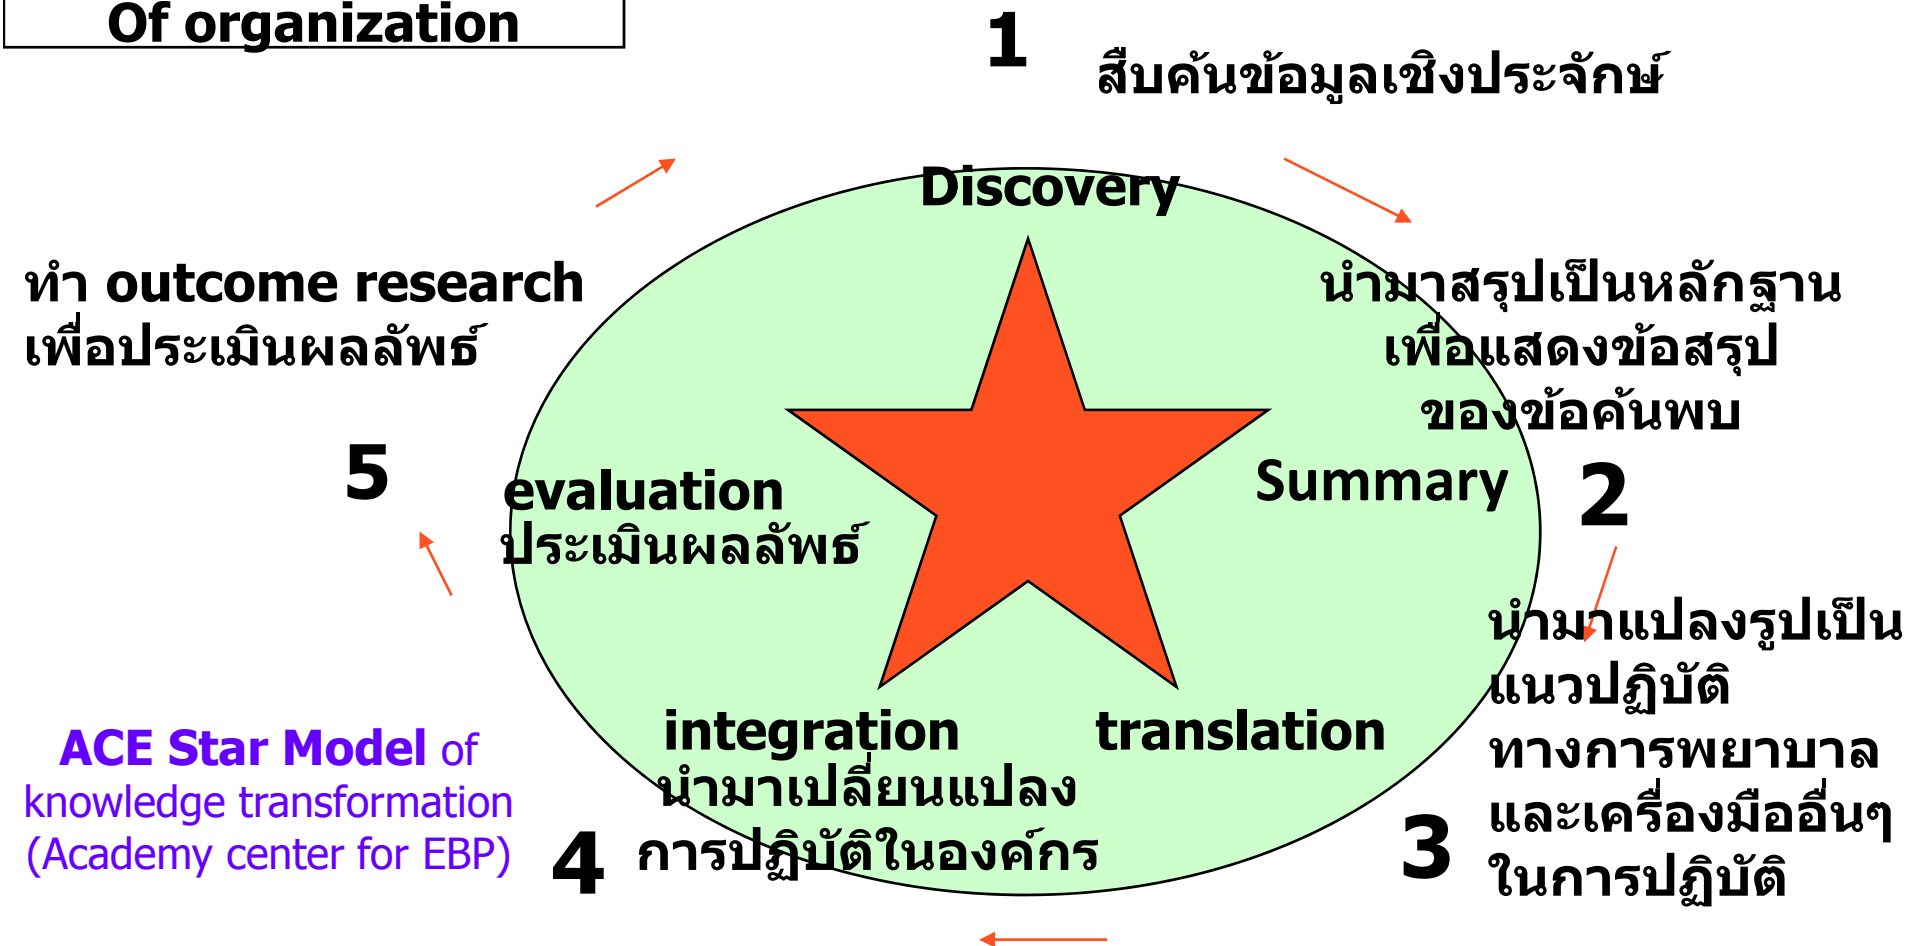 Of organization
1
สืบค้นข้อมูลเชิงประจักษ์
Discovery
ทำ outcome research
เพื่อประเมินผลลัพธ์
นำมาสรุปเป็นหลักฐาน
เพื่อแสดงข้อสรุป
ของข้อค้นพบ
5
evaluation
ประเมินผลลัพธ์
Summary
2
นำมาแปลงรูปเป็น
แนวปฏิบัติ
ทางการพยาบาล
และเครื่องมืออื่นๆ
ในการปฏิบัติ
3
translation
integration
นำมาเปลี่ยนแปลง
การปฏิบัติในองค์กร
4
ACE Star Model of
knowledge transformation
(Academy center for EBP)